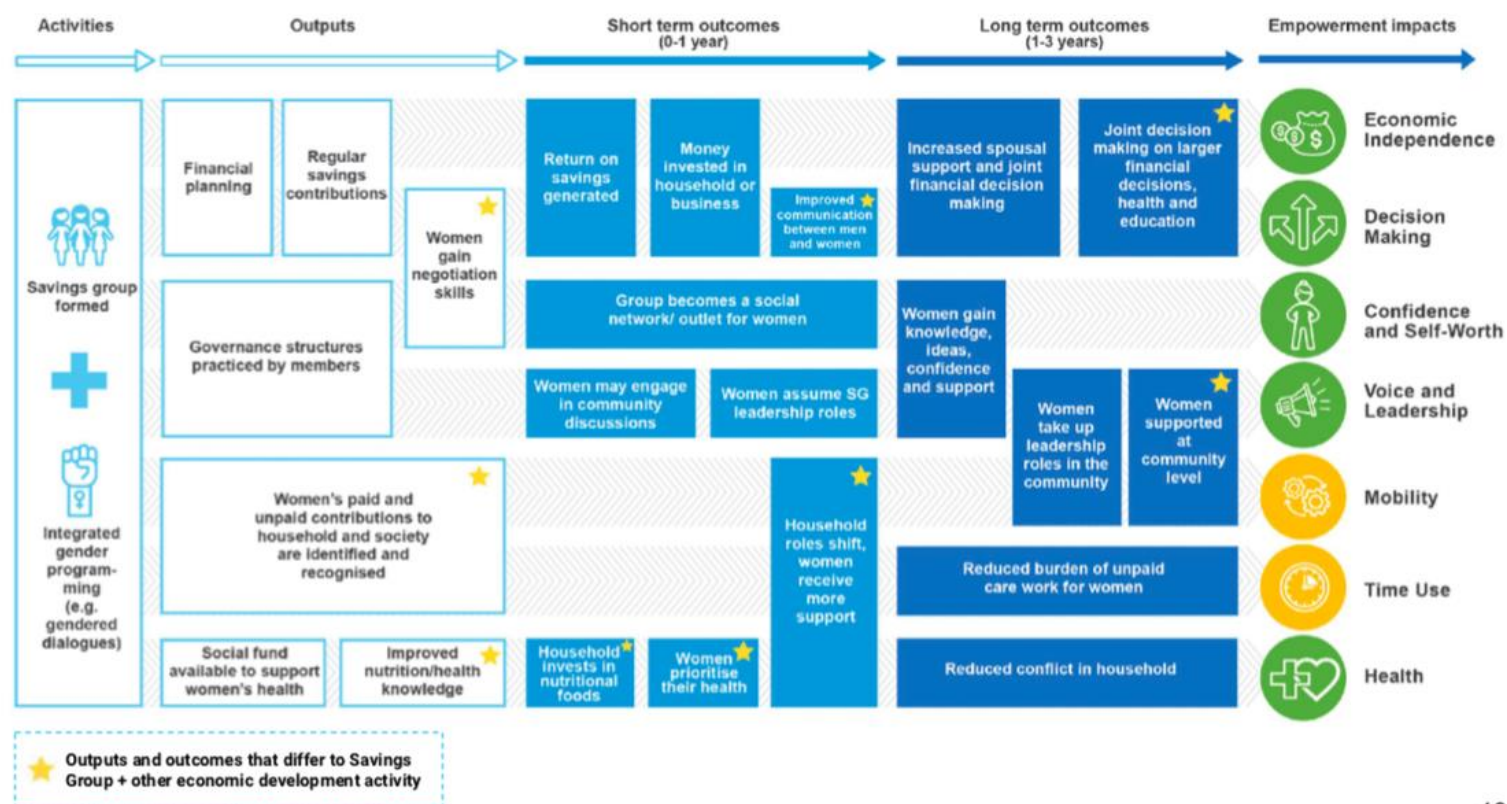 Activities
Outputs
Short term outcomes
(0-1 year)
Long term outcomes
(1-3 years)
Empowerment impacts
Savings group
formed
Integrated
gender
program-
ming
(e.g.
gendered
dialogues)
Financial
planning
Regular
savings
contributions
Women
gain
negotiation
skills
Governance structures
practiced by members
Women's paid and
unpaid contributions to
household and society
are identified and
recognised
Social fund
available to support
women's health
Improved
nutrition/health
knowledge
Return on
savings
generated
Money
invested in
household or
business
Improved
communication
between men
and women
Group becomes a social
network/ outlet for women
Women may engage
in community
discussions
Women assume SG
leadership roles
Household
roles shift,
women
receive
more
support
Household
invests in
nutritional
foods
Women
prioritise
their health
Increased spousal
support and joint
financial decision
making
Joint decision
making on larger
financial
decisions,
health and
education
Women gain
knowledge,
ideas,
confidence
and support
Women
take up
leadership
roles in the
community
Women
supported
at
community
level
Reduced burden of unpaid
care work for women
Reduced conflict in household
Economic
Independence
Decision
Making
Confidence
and Self-Worth
Voice and
Leadership
Mobility
Time Use
Health
Outputs and outcomes that differ to Savings
Group + other economic development activity